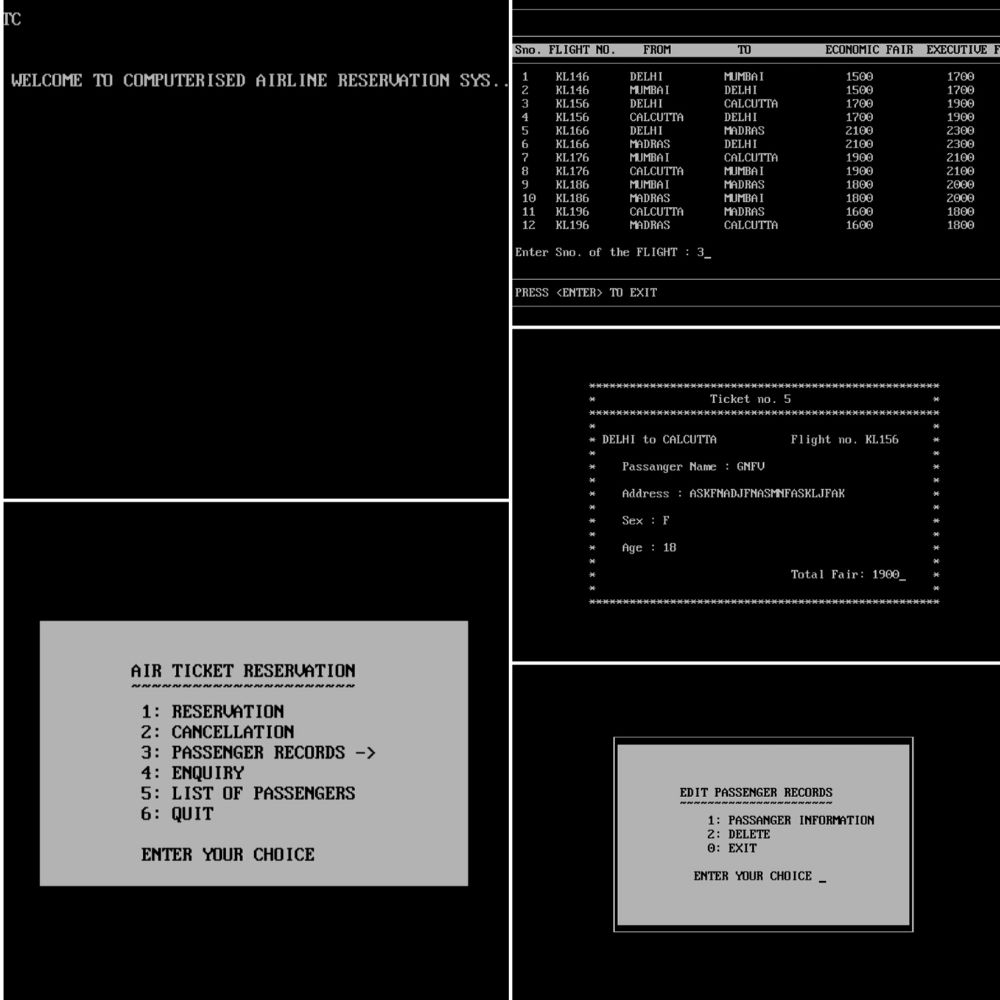 TC
WELCOME TO COMPUTERISED AIRLINE RESERVATION SYS..
AIR TICKET RESERVATION
~~~~~~~~~~~~~~~~~~~~~~
1: RESERVATION
2: CANCELLATION
3: PASSENGER RECORDS ->
4: ENQUIRY
5: LIST OF PASSENGERS
6: QUIT
ENTER YOUR CHOICE
Sno. FLIGHT NO. FROM TO ECONOMIC FAIR EXECUTIVE F
1 KL146 DELHI MUMBAI 1500 1700
2 KL146 MUMBAI DELHI 1500 1700
3 KL156 DELHI CALCUTTA 1700 1900
4 KL156 CALCUTTA DELHI 1700 1900
5 KL166 DELHI MADRAS 2100 2300
6 KL166 MADRAS DELHI 2100 2300
7 KL176 MUMBAI CALCUTTA 1900 2100
8 KL176 CALCUTTA MUMBAI 1900 2100
9 KL186 MUMBAI MADRAS 1800 2000
10 KL186 MADRAS MUMBAI 1800 2000
11 KL196 CALCUTTA MADRAS 1600 1800
12 KL196 MADRAS CALCUTTA 1600 1800
Enter Sno. of the FLIGHT : 3_
PRESS <ENTER> TO EXIT
Ticket no. 5
DELHI to CALCUTTA Flight no. KL156
Passanger Name : GNFV
Address : ASKFNADJFNASMNFASKLJFAK
Sex : F
Age : 18
Total Fair: 1900_
EDIT PASSENGER RECORDS
~~~~~~~~~~~~~~~~~~~~~~
1: PASSANGER INFORMATION
2: DELETE
0: EXIT
ENTER YOUR CHOICE _